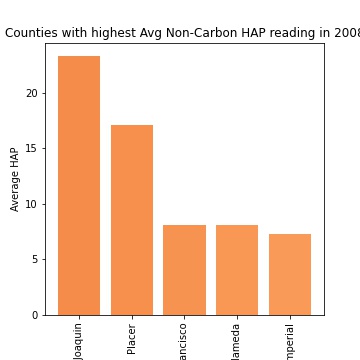 Counties with highest Avg Non-Carbon HAP reading in 2008
Average HAP
20
15
10
5
0
Joaquin
Placer
ancisco
lameda
mperial